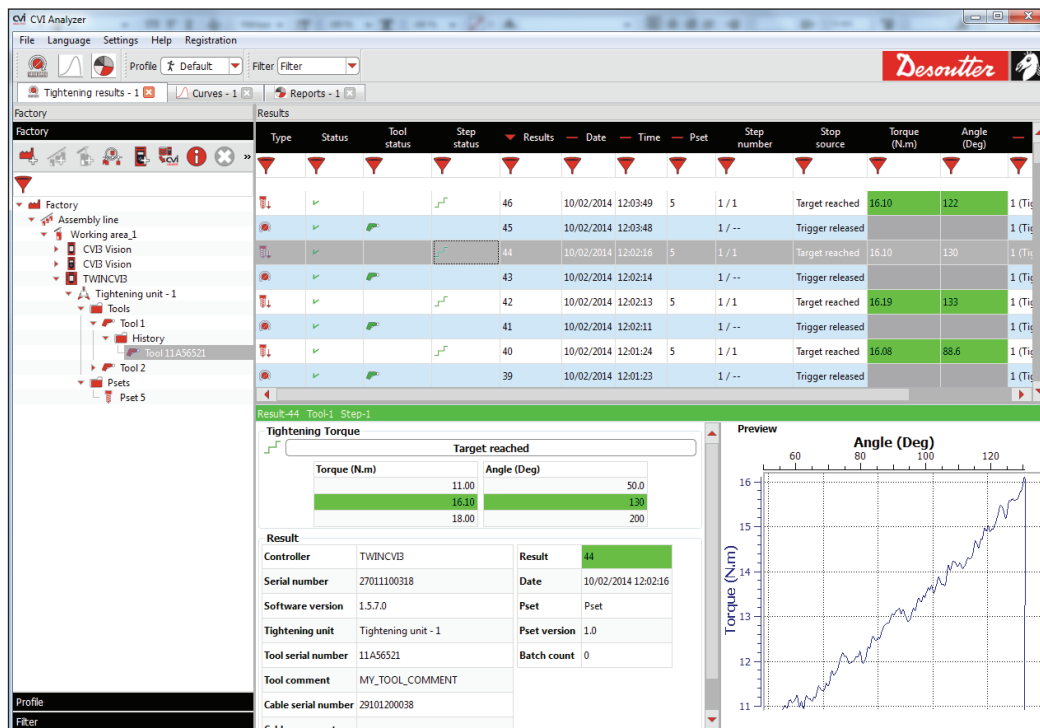 CVI Analyzer
File Language Settings Help Registration
Profile Default Filter Filter
Desoutter
Tightening results - 1 Curves - 1 Reports - 1
Factory
Results
Factory
Type Status Tool status Step status Results Date Time Pset Step number Stop source Torque (N.m) Angle (Deg)
CVI
»
46 10/02/2014 12:03:49 5 1 / 1 Target reached 16.10 122 1 (Tig
45 10/02/2014 12:03:48 1 / -- Trigger released 1 (Tig
44 10/02/2014 12:02:16 5 1 / 1 Target reached 16.10 130 1 (Tig
43 10/02/2014 12:02:14 1 / -- Trigger released 1 (Tig
42 10/02/2014 12:02:13 5 1 / 1 Target reached 16.19 133 1 (Tig
41 10/02/2014 12:02:11 1 / -- Trigger released 1 (Tig
40 10/02/2014 12:01:24 5 1 / 1 Target reached 16.08 88.6 1 (Tig
39 10/02/2014 12:01:23 1 / -- Trigger released 1 (Tig
Factory
Assembly line
Working area_1
CVI3 Vision
CVI3 Vision
TWINCVI3
Tightening unit - 1
Tools
Tool 1
History
Tool 11A56521
Tool 2
Psets
Pset 5
Profile
Filter
Result-44 Tool-1 Step-1
Tightening Torque
Target reached
Torque (N.m) Angle (Deg)
11.00 50.0
16.10 130
18.00 200
Result
Controller TWINCVI3
Serial number 27011100318
Software version 1.5.7.0
Tightening unit Tightening unit - 1
Tool serial number 11A56521
Tool comment MY_TOOL_COMMENT
Cable serial number 29101200038
Result 44
Date 10/02/2014 12:02:16
Pset Pset
Pset version 1.0
Batch count 0
Preview
Angle (Deg)
60 80 100 120
Torque (N.m)
16
15
14
13
12
11